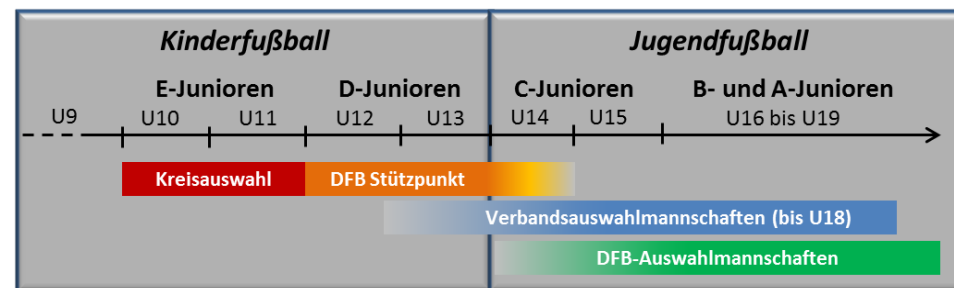 Kinderfußball Jugendfußball
E-Junioren D-Junioren C-Junioren B- und A-Junioren
U9 U10 U11 U12 U13 U14 U15 U16 bis U19
Kreisauswahl DFB Stützpunkt
Verbandsauswahlmannschaften (bis U18)
DFB-Auswahlmannschaften